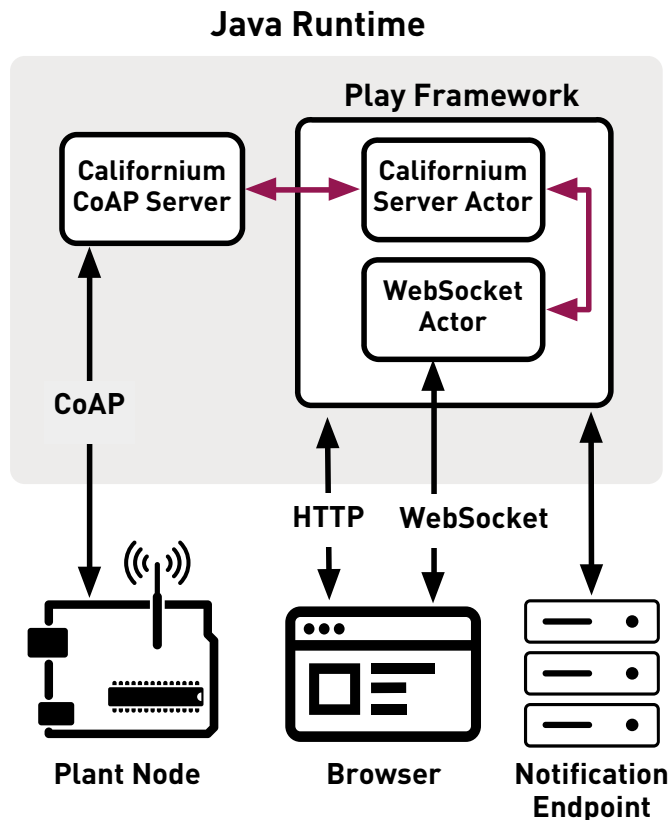 Java Runtime
Play Framework
Californium
CoAP Server
Californium
Server Actor
WebSocket
Actor
CoAP
HTTP
WebSocket
Plant Node
Browser
Notification
Endpoint